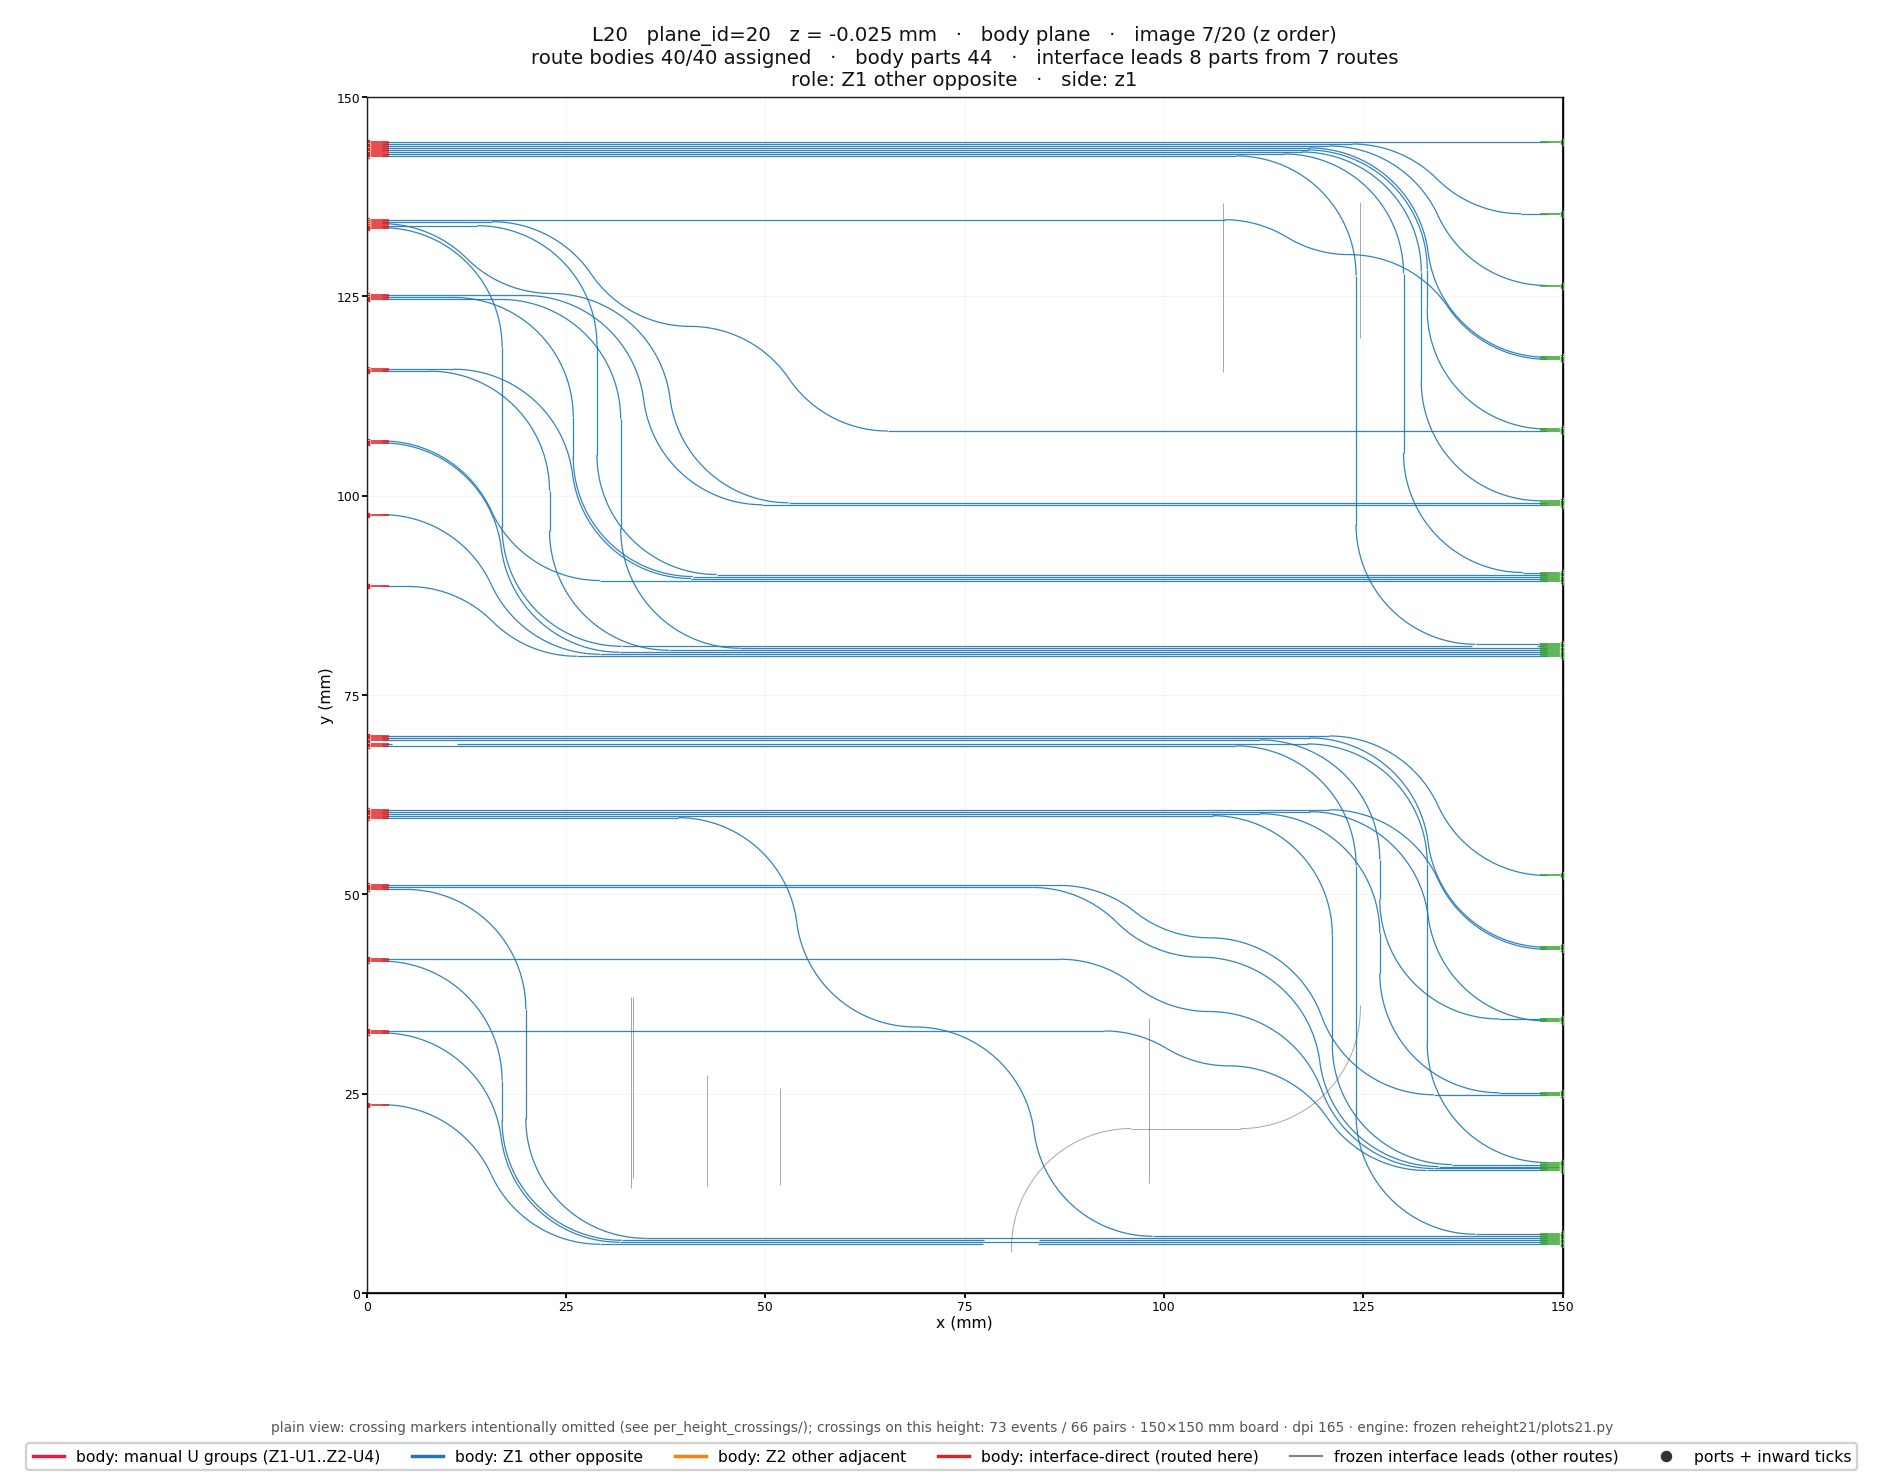 L20 plane_id=20 z = -0.025 mm · body plane · image 7/20 (z order)
route bodies 40/40 assigned · body parts 44 · interface leads 8 parts from 7 routes
role: Z1 other opposite · side: z1
150
125
100
75
50
25
0
y (mm)
0 25 50 75 100 125 150
x (mm)
plain view: crossing markers intentionally omitted (see per_height_crossings/); crossings on this height: 73 events / 66 pairs · 150×150 mm board · dpi 165 · engine: frozen reheight21/plots21.py
body: manual U groups (Z1-U1..Z2-U4) body: Z1 other opposite body: Z2 other adjacent body: interface-direct (routed here) frozen interface leads (other routes) ports + inward ticks